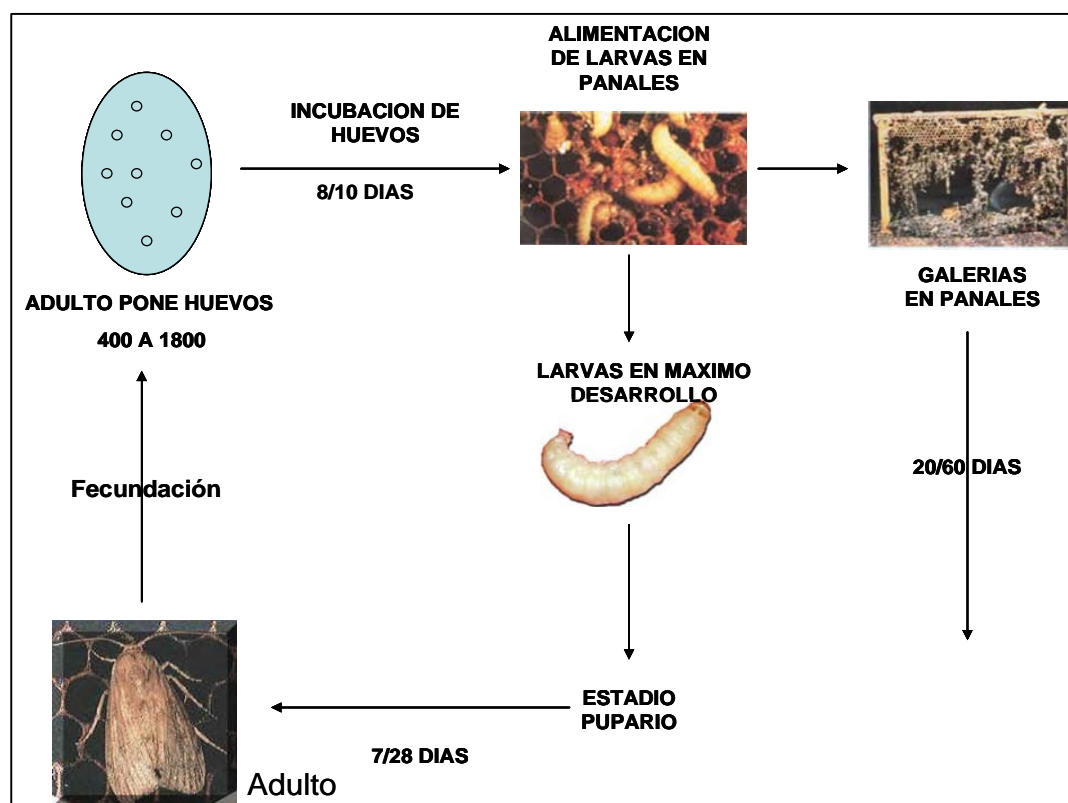 ALIMENTACION
DE LARVAS EN
PANALES
INCUBACION DE
HUEVOS
8/10 DIAS
ADULTO PONE HUEVOS
400 A 1800
GALERIAS
EN PANALES
LARVAS EN MAXIMO
DESARROLLO
20/60 DIAS
Fecundación
ESTADIO
PUPARIO
7/28 DIAS
Adulto